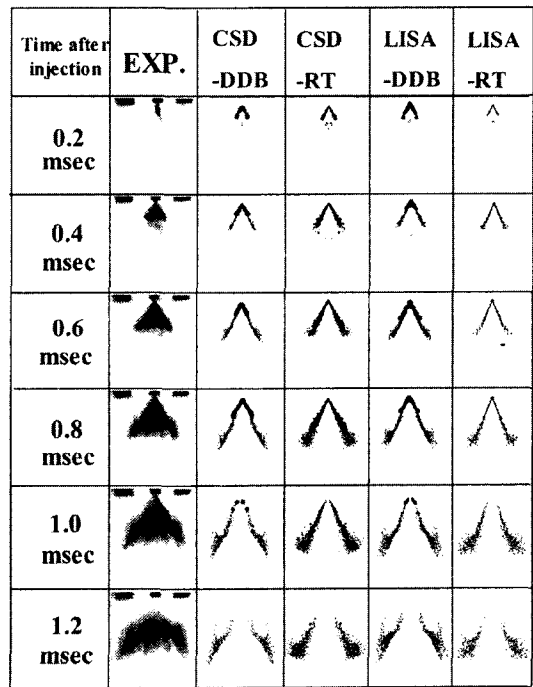 Time after
injection
EXP.
CSD
-DDB
CSD
-RT
LISA
-DDB
LISA
-RT
0.2
msec
0.4
msec
0.6
msec
0.8
msec
1.0
msec
1.2
msec